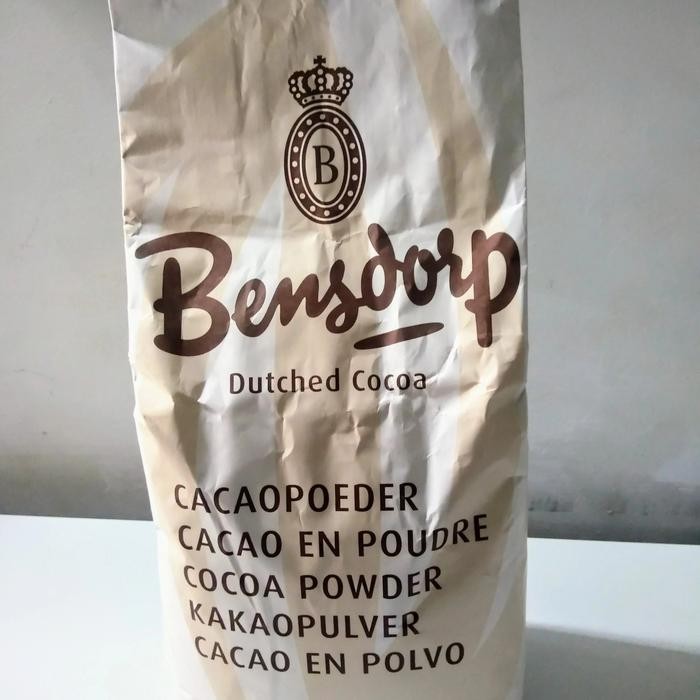 B
Bensdorp
Dutched Cocoa
CACAOPOEDER
CACAO EN POUDRE
COCOA POWDER
KAKAOPULVER
CACAO EN POLVO